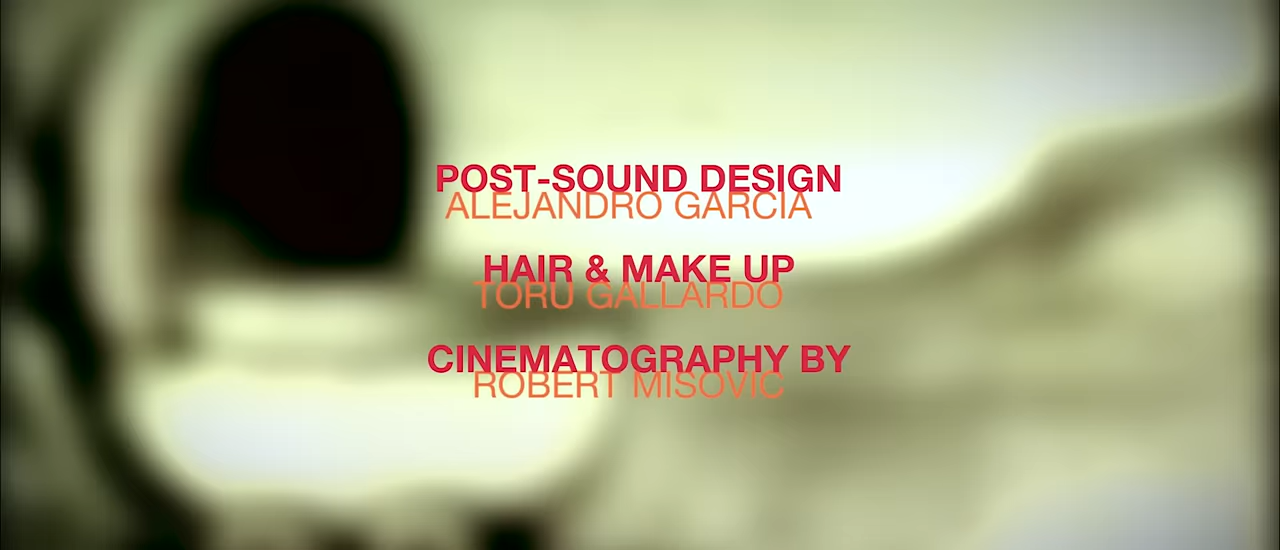 POST-SOUND DESIGN
ALEJANDRO GARCIA
HAIR & MAKE UP
TORU GALLARDO
CINEMATOGRAPHY BY
ROBERT MISOVIC